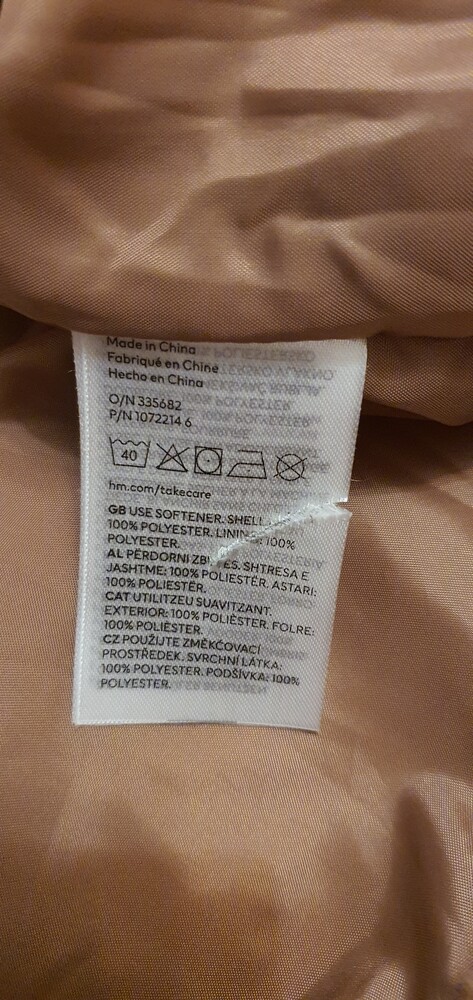 Made in China
Fabriqué en Chine
Hecho en China
O/N 335682
P/N 1072214 6
40
hm.com/takecare
GB USE SOFTENER. SHELL
100% POLYESTER. LINING: 100%
POLYESTER.
AL PËRDORNI SHTRESA E
JASHTME: 100% POLIESTËR. ASTARI:
100% POLIESTËR.
CAT UTILITZEU SUAVITZANT.
EXTERIOR: 100% POLIÈSTER. FOLRE:
100% POLIÈSTER.
CZ POUŽIJTE ZMĚKČOVACÍ
PROSTŘEDEK. SVRCHNÍ LÁTKA:
100% POLYESTER. PODŠÍVKA: 100%
POLYESTER.